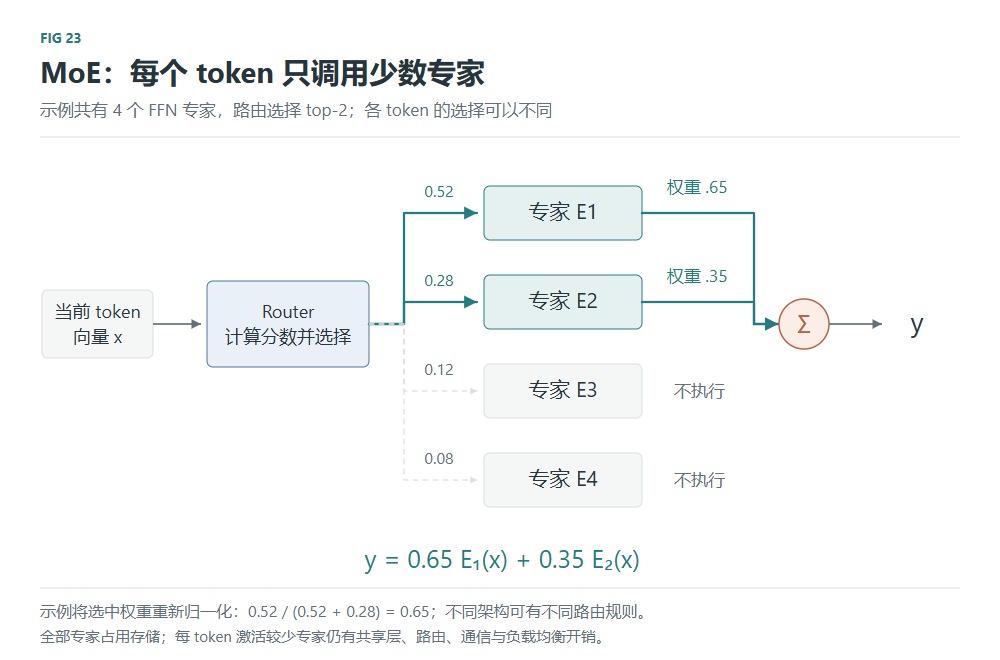 FIG 23
MoE：每个 token 只调用少数专家
示例共有 4 个 FFN 专家，路由选择 top-2；各 token 的选择可以不同
0.52
专家 E1
权重 .65
0.28
专家 E2
权重 .35
当前 token
向量 x
Router
计算分数并选择
Σ
y
0.12
专家 E3
不执行
0.08
专家 E4
不执行
y = 0.65 E₁(x) + 0.35 E₂(x)
示例将选中权重重新归一化：0.52 / (0.52 + 0.28) = 0.65；不同架构可有不同路由规则。
全部专家占用存储；每 token 激活较少专家仍有共享层、路由、通信与负载均衡开销。